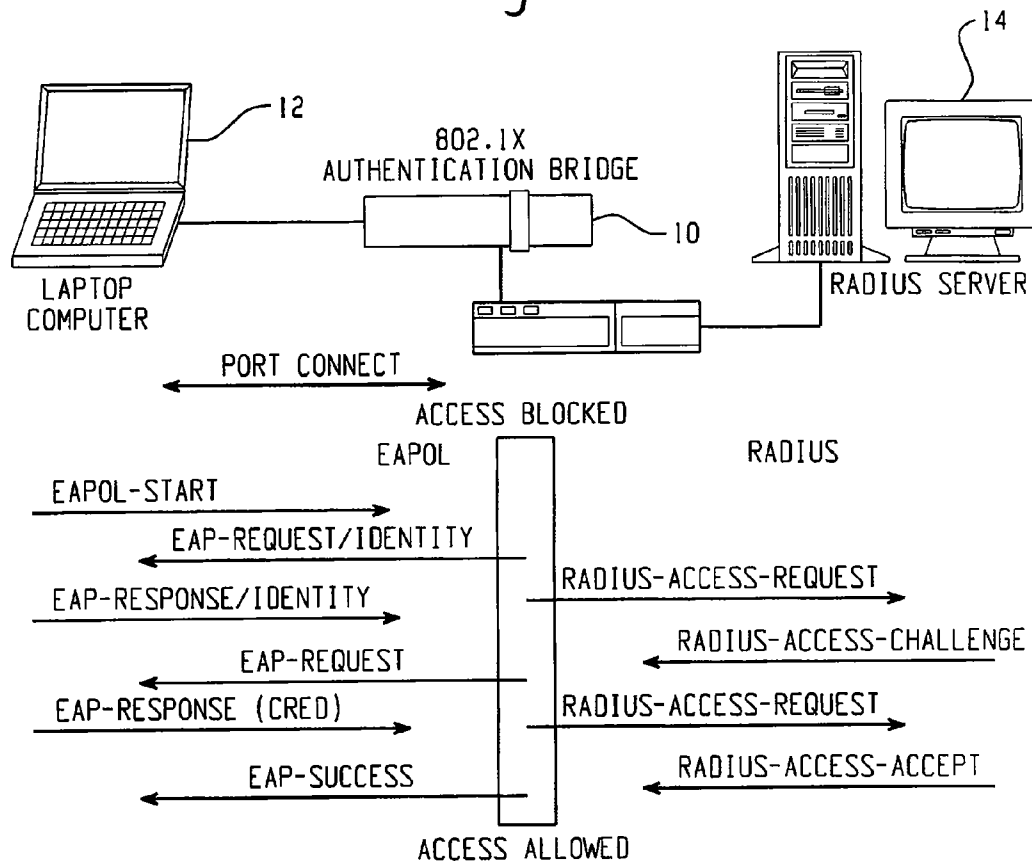 14
12
802.1X
AUTHENTICATION BRIDGE
10
LAPTOP
COMPUTER
RADIUS SERVER
PORT CONNECT
ACCESS BLOCKED
EAPOL
RADIUS
EAPOL-START
EAP-REQUEST/IDENTITY
RADIUS-ACCESS-REQUEST
EAP-RESPONSE/IDENTITY
RADIUS-ACCESS-CHALLENGE
EAP-REQUEST
EAP-RESPONSE (CRED)
RADIUS-ACCESS-REQUEST
RADIUS-ACCESS-ACCEPT
EAP-SUCCESS
ACCESS ALLOWED